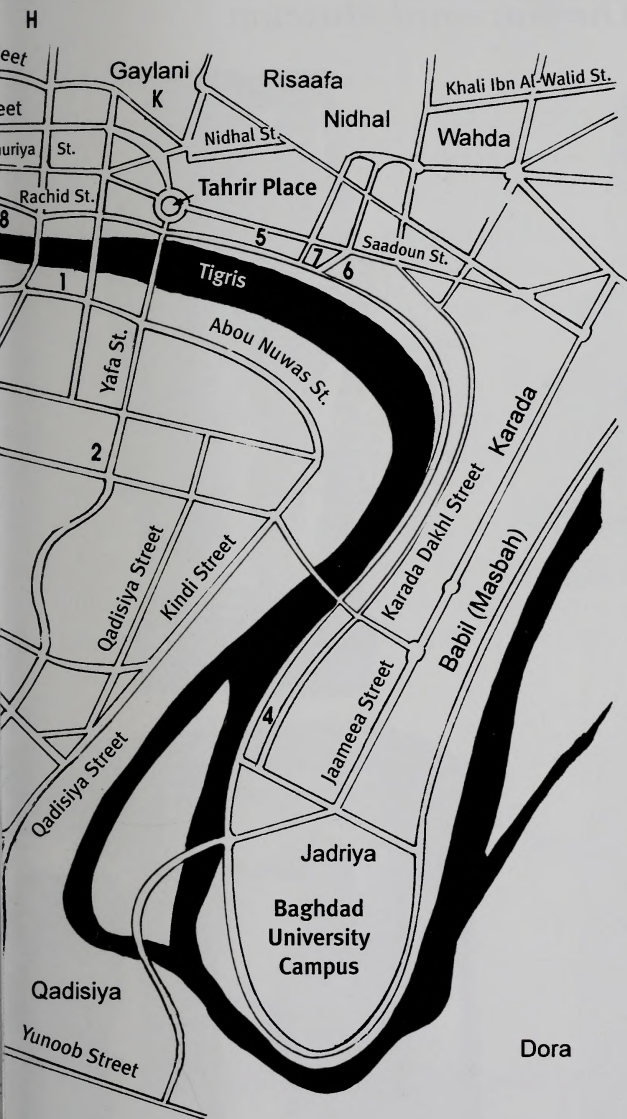 H
eet
Gaylani
K
Risaafa
Khali Ibn Al-Walid St.
eet
Nidhal
Nidhal St.
Wahda
uriya St.
Tahrir Place
Rachid St.
8
5
7
6
Saadoun St.
1
Tigris
Abou Nuwas St.
Yafa St.
Karada
2
Karada Dakhl Street
Qadisiya Street
Kindi Street
Babil (Masbah)
4
Jaameea Street
Qadisiya Street
Jadriya
Baghdad
University
Campus
Qadisiya
Yunoob Street
Dora